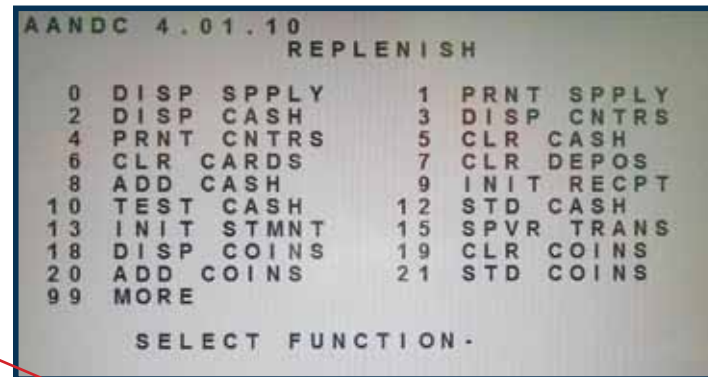 AANDC 4.01.10
REPLENISH
0 DISP SPPLY 1 PRNT SPPLY
2 DISP CASH 3 DISP CNTRS
4 PRNT CNTRS 5 CLR CASH
6 CLR CARDS 7 CLR DEPOS
8 ADD CASH 9 INIT RECPT
10 TEST CASH 12 STD CASH
13 INIT STMNT 15 SPVR TRANS
18 DISP COINS 19 CLR COINS
20 ADD COINS 21 STD COINS
99 MORE
SELECT FUNCTION-